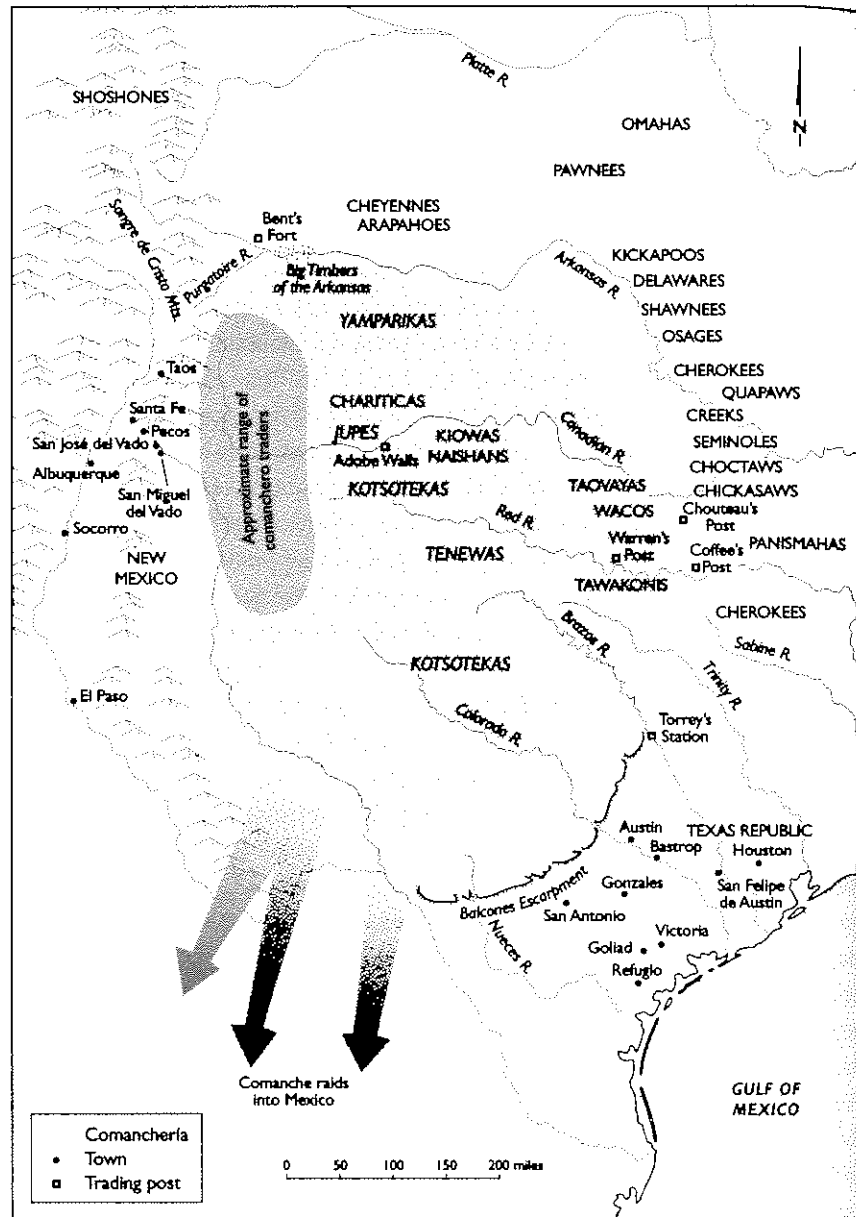 Platte R.
SHOSHONES
N
OMAHAS
PAWNEES
CHEYENNES
ARAPAHOES
Bent's
Fort
Sangre de Cristo Mts.
Purgatoire R.
Big Timbers
of the Arkansas
Arkansas R.
KICKAPOOS
DELAWARES
SHAWNEES
OSAGES
YAMPARIKAS
Taos
CHEROKEES
QUAPAWS
Approximate range of
comanchero traders
CHARITICAS
Santa Fe
CREEKS
Pecos
JUPES
KIOWAS
NAISHANS
Canadian R.
SEMINOLES
San José del Vado
Adobe Walls
Albuquerque
CHOCTAWS
San Miguel
del Vado
KOTSOTEKAS
TAOVAYAS
CHICKASAWS
Chouteau's
Post
WACOS
Red R.
Socorro
Warren's
Post
Coffee's
Post
PANISMAHAS
NEW
MEXICO
TENEWAS
TAWAKONIS
CHEROKEES
Brazos R.
Sabine R.
KOTSOTEKAS
Trinity R.
El Paso
Colorado R.
Torrey's
Station
Austin
TEXAS REPUBLIC
Bastrop
Houston
Gonzales
San Felipe
de Austin
Balcones Escarpment
San Antonio
Nueces R.
Victoria
Goliad
Refugio
Comanche raids
into Mexico
GULF OF
MEXICO
Comanchería
Town
Trading post
0 50 100 150 200 miles